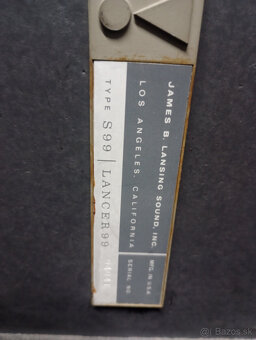 JAMES B. LANSING SOUND, INC.
LOS ANGELES, CALIFORNIA
MFG. IN U.S.A.
SERIAL NO.
TYPE S99 / LANCER 99
© Bazos.sk